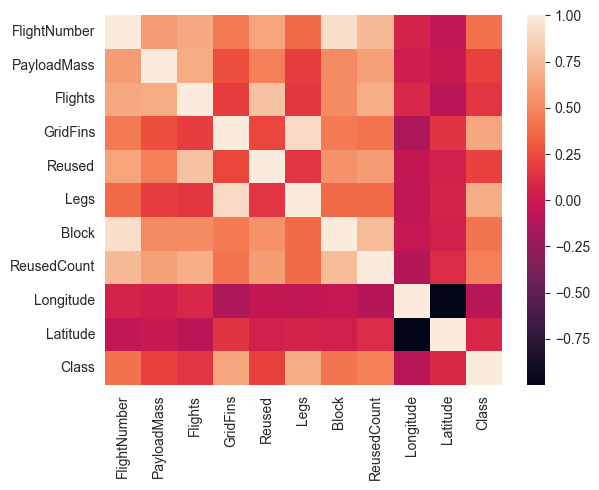 FlightNumber
PayloadMass
Flights
GridFins
Reused
Legs
Block
ReusedCount
Longitude
Latitude
Class
FlightNumber
PayloadMass
Flights
GridFins
Reused
Legs
Block
ReusedCount
Longitude
Latitude
Class
1.00
0.75
0.50
0.25
0.00
−0.25
−0.50
−0.75